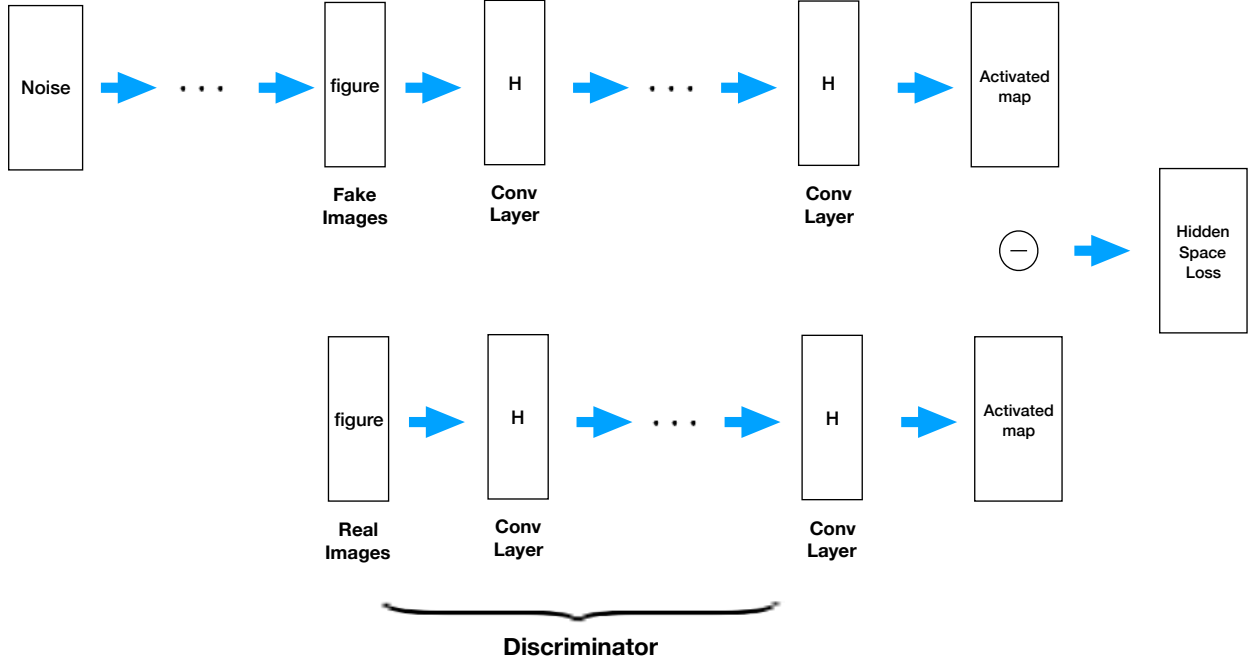 Noise
. . .
figure
H
. . .
H
Activated
map
Fake
Images
Conv
Layer
Conv
Layer
—
Hidden
Space
Loss
figure
H
. . .
H
Activated
map
Real
Images
Conv
Layer
Conv
Layer
Discriminator